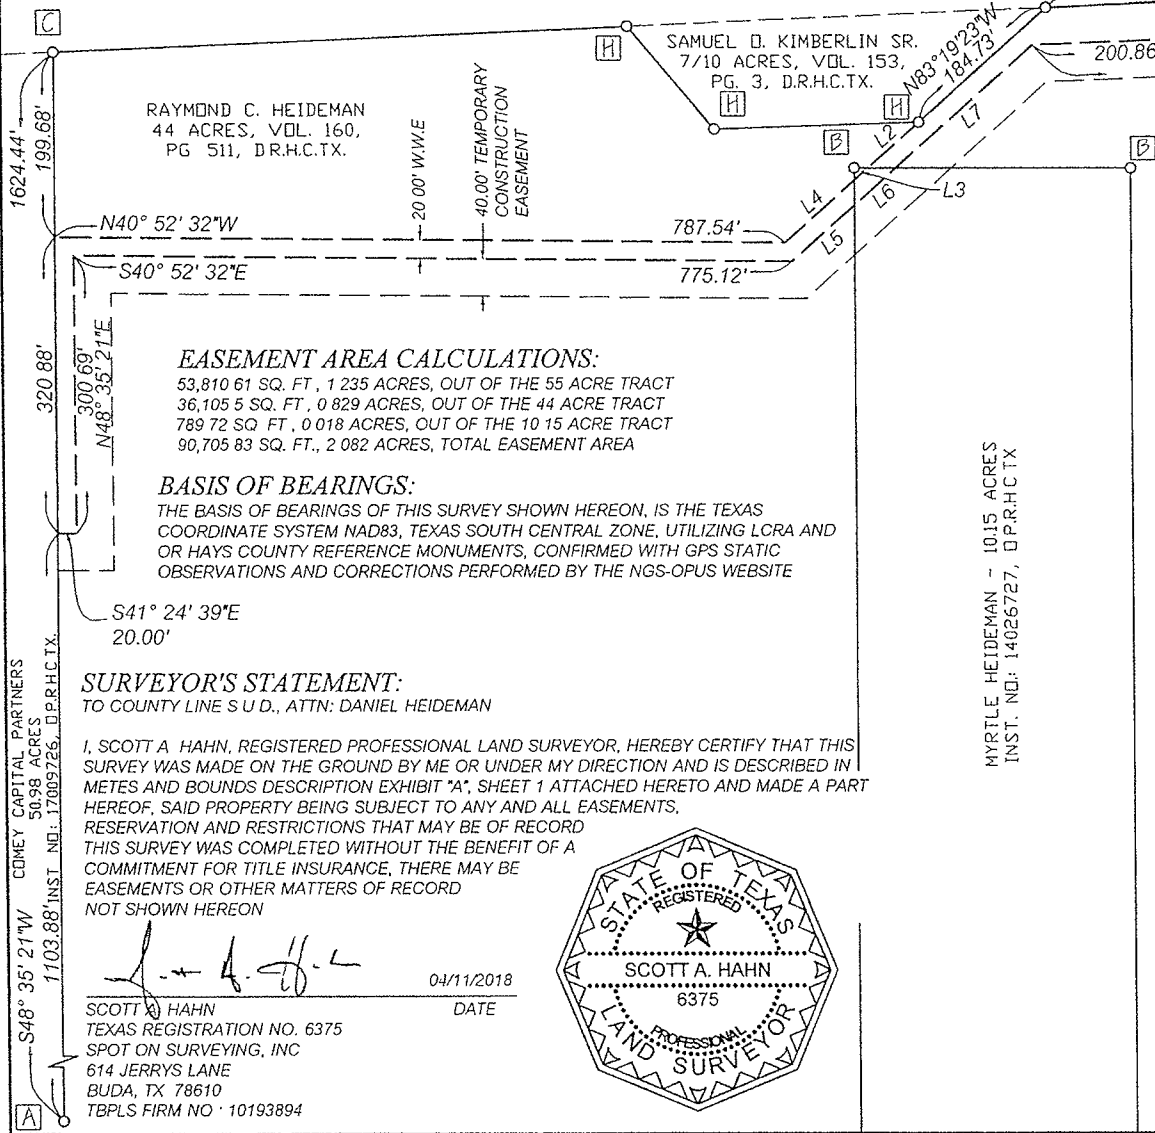 C
H
SAMUEL D. KIMBERLIN SR.
7/10 ACRES, VOL. 153,
PG. 3, D.R.H.C.TX.
N83°19'23"W
184.73'
200.86
1624.44'
199.68'
RAYMOND C. HEIDEMAN
44 ACRES, VOL. 160,
PG 511, D R.H.C.TX.
20 00' W.W.E
40.00' TEMPORARY
CONSTRUCTION
EASEMENT
H
H
B
B
L2
L7
L3
L4
L6
L5
N40° 52' 32"W
787.54'
S40° 52' 32"E
775.12'
320 88'
300 69'
N48° 35' 21"E
EASEMENT AREA CALCULATIONS:
53,810 61 SQ. FT , 1 235 ACRES, OUT OF THE 55 ACRE TRACT
36,105 5 SQ. FT , 0 829 ACRES, OUT OF THE 44 ACRE TRACT
789 72 SQ FT , 0 018 ACRES, OUT OF THE 10 15 ACRE TRACT
90,705 83 SQ. FT., 2 082 ACRES, TOTAL EASEMENT AREA
BASIS OF BEARINGS:
THE BASIS OF BEARINGS OF THIS SURVEY SHOWN HEREON, IS THE TEXAS
COORDINATE SYSTEM NAD83, TEXAS SOUTH CENTRAL ZONE, UTILIZING LCRA AND
OR HAYS COUNTY REFERENCE MONUMENTS, CONFIRMED WITH GPS STATIC
OBSERVATIONS AND CORRECTIONS PERFORMED BY THE NGS-OPUS WEBSITE
S41° 24' 39"E
20.00'
MYRTLE HEIDEMAN - 10.15 ACRES
INST. NO.: 14026727, O.P.R.H C TX
COMEY CAPITAL PARTNERS
50.98 ACRES
INST NO.: 17009726, O.P.R.H C TX.
S48° 35' 21"W
1103.88'
A
SURVEYOR'S STATEMENT:
TO COUNTY LINE S U D., ATTN: DANIEL HEIDEMAN
I, SCOTT A HAHN, REGISTERED PROFESSIONAL LAND SURVEYOR, HEREBY CERTIFY THAT THIS
SURVEY WAS MADE ON THE GROUND BY ME OR UNDER MY DIRECTION AND IS DESCRIBED IN
METES AND BOUNDS DESCRIPTION EXHIBIT "A", SHEET 1 ATTACHED HERETO AND MADE A PART
HEREOF, SAID PROPERTY BEING SUBJECT TO ANY AND ALL EASEMENTS,
RESERVATION AND RESTRICTIONS THAT MAY BE OF RECORD
THIS SURVEY WAS COMPLETED WITHOUT THE BENEFIT OF A
COMMITMENT FOR TITLE INSURANCE, THERE MAY BE
EASEMENTS OR OTHER MATTERS OF RECORD
NOT SHOWN HEREON
04/11/2018
SCOTT A HAHN
DATE
TEXAS REGISTRATION NO. 6375
SPOT ON SURVEYING, INC
614 JERRYS LANE
BUDA, TX 78610
TBPLS FIRM NO · 10193894
STATE OF TEXAS
REGISTERED
SCOTT A. HAHN
6375
PROFESSIONAL
LAND SURVEYOR